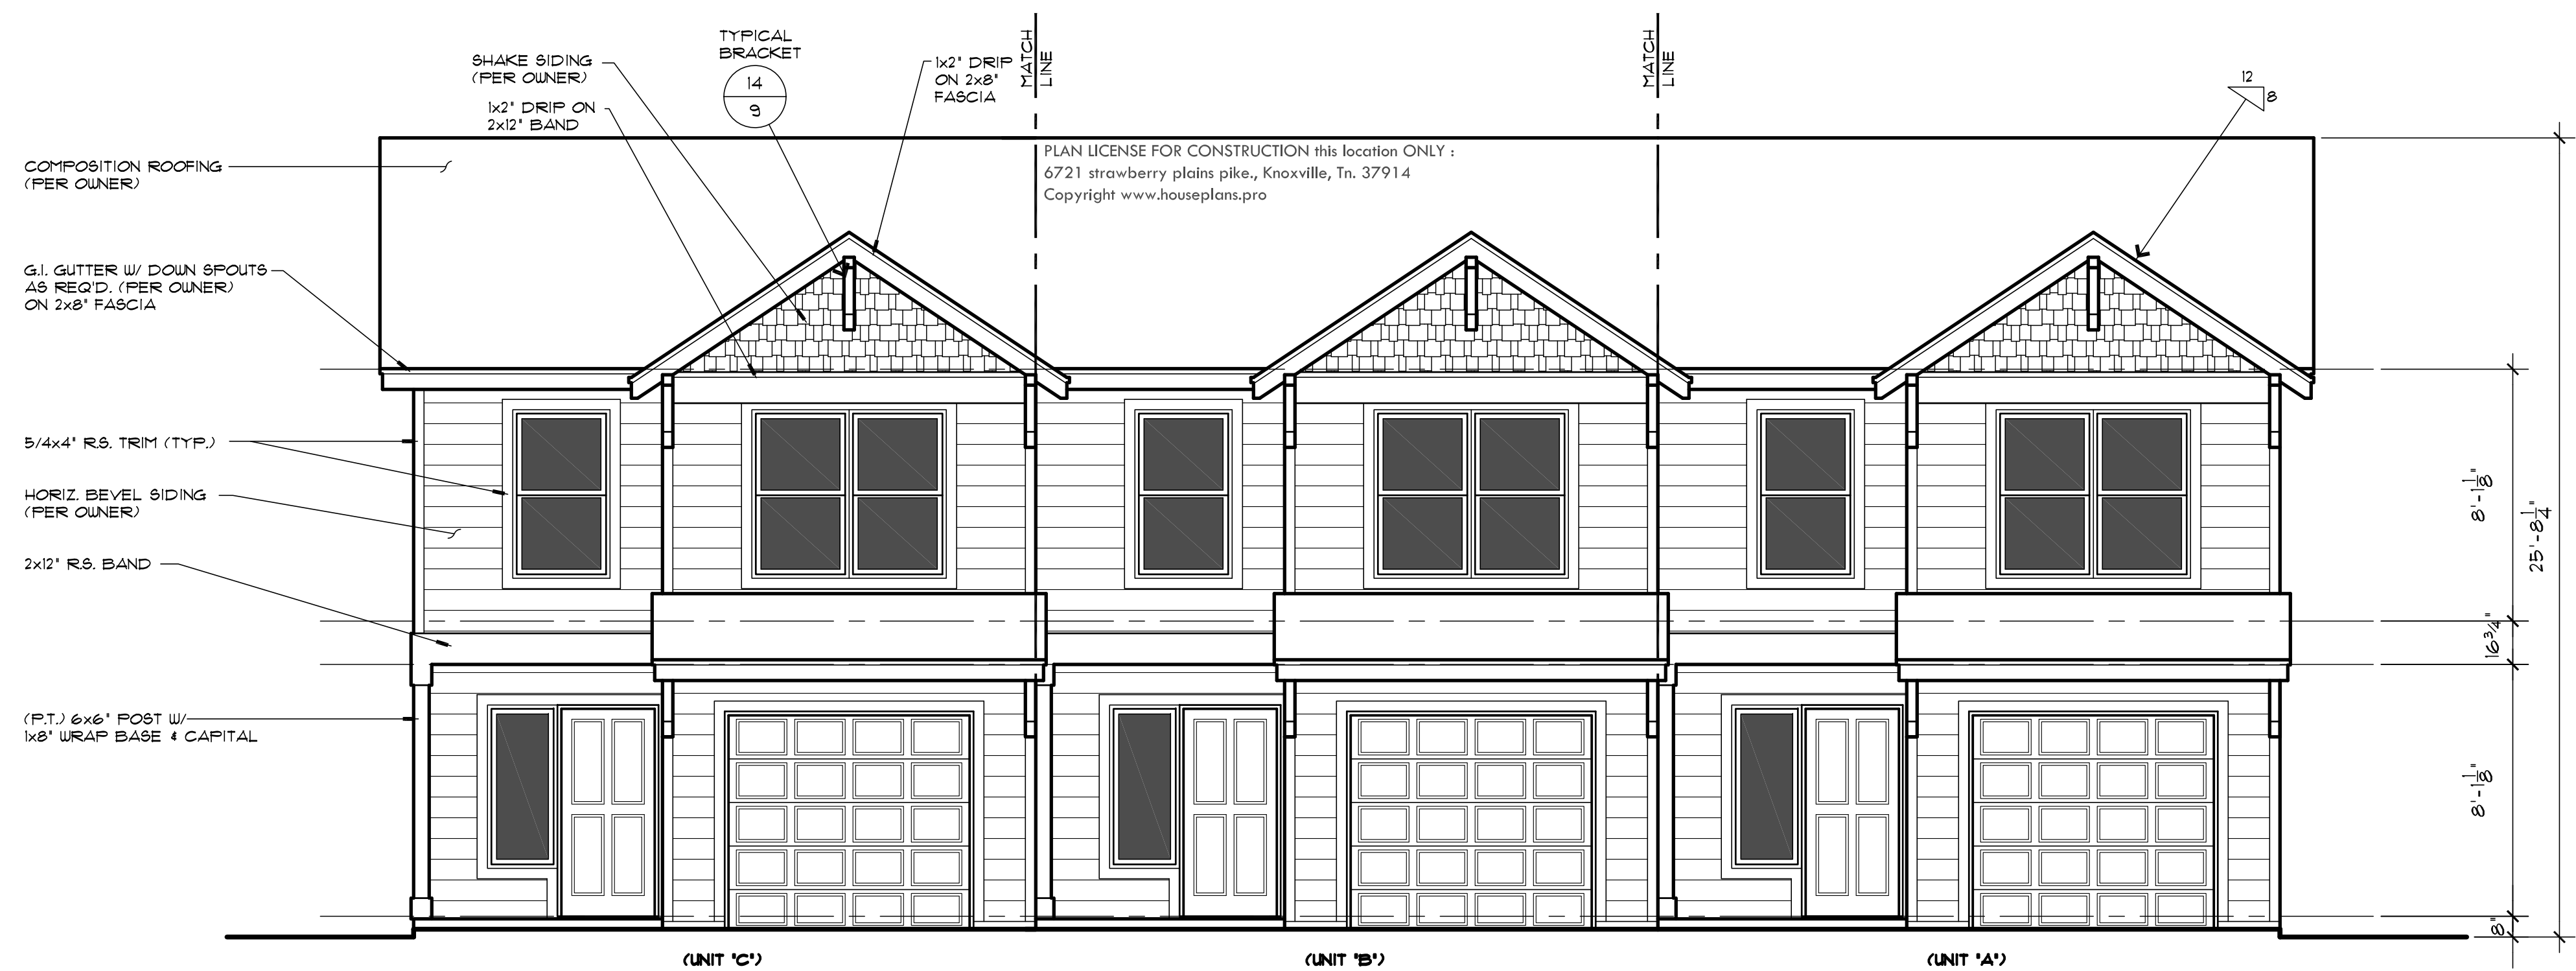 TYPICAL
BRACKET
14
9
SHAKE SIDING
(PER OWNER)
1x2" DRIP ON
2x12" BAND
1x2" DRIP
ON 2x8"
FASCIA
MATCH
LINE
MATCH
LINE
12
8
PLAN LICENSE FOR CONSTRUCTION this location ONLY :
6721 strawberry plains pike., Knoxville, Tn. 37914
Copyright www.houseplans.pro
COMPOSITION ROOFING
(PER OWNER)
G.I. GUTTER W/ DOWN SPOUTS
AS REQ'D. (PER OWNER)
ON 2x8" FASCIA
5/4x4" R.S. TRIM (TYP.)
HORIZ. BEVEL SIDING
(PER OWNER)
2x12" R.S. BAND
(P.T.) 6x6" POST W/
1x8" WRAP BASE & CAPITAL
8'-1 1/8"
25'-8 1/4"
16 3/4"
8'-1 1/8"
8"
(UNIT "C")
(UNIT "B")
(UNIT "A")